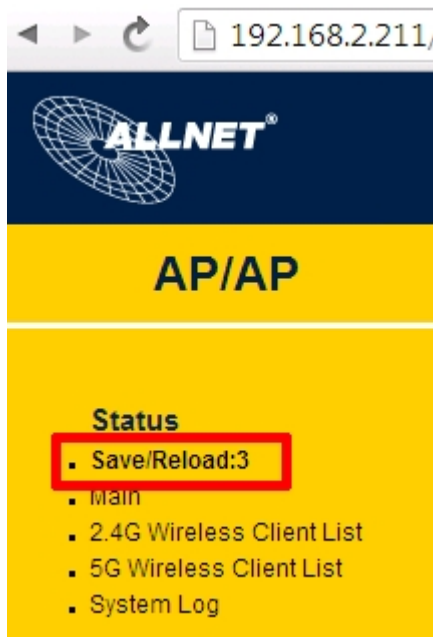 192.168.2.211/
ALLNET®
AP/AP
Status
Save/Reload:3
Main
2.4G Wireless Client List
5G Wireless Client List
System Log